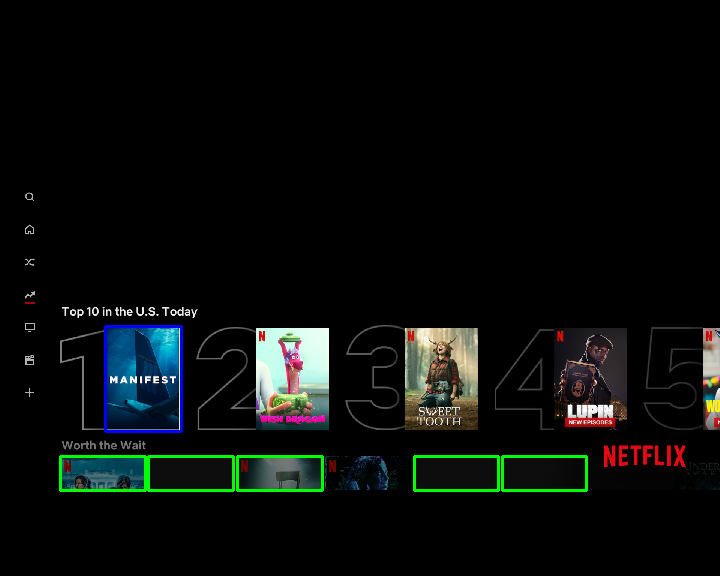 Top 10 in the U.S. Today
1
MANIFEST
2
WISH DRAGON
3
SWEET TOOTH
4
LUPIN
NEW EPISODES
5
Worth the Wait
NETFLIX